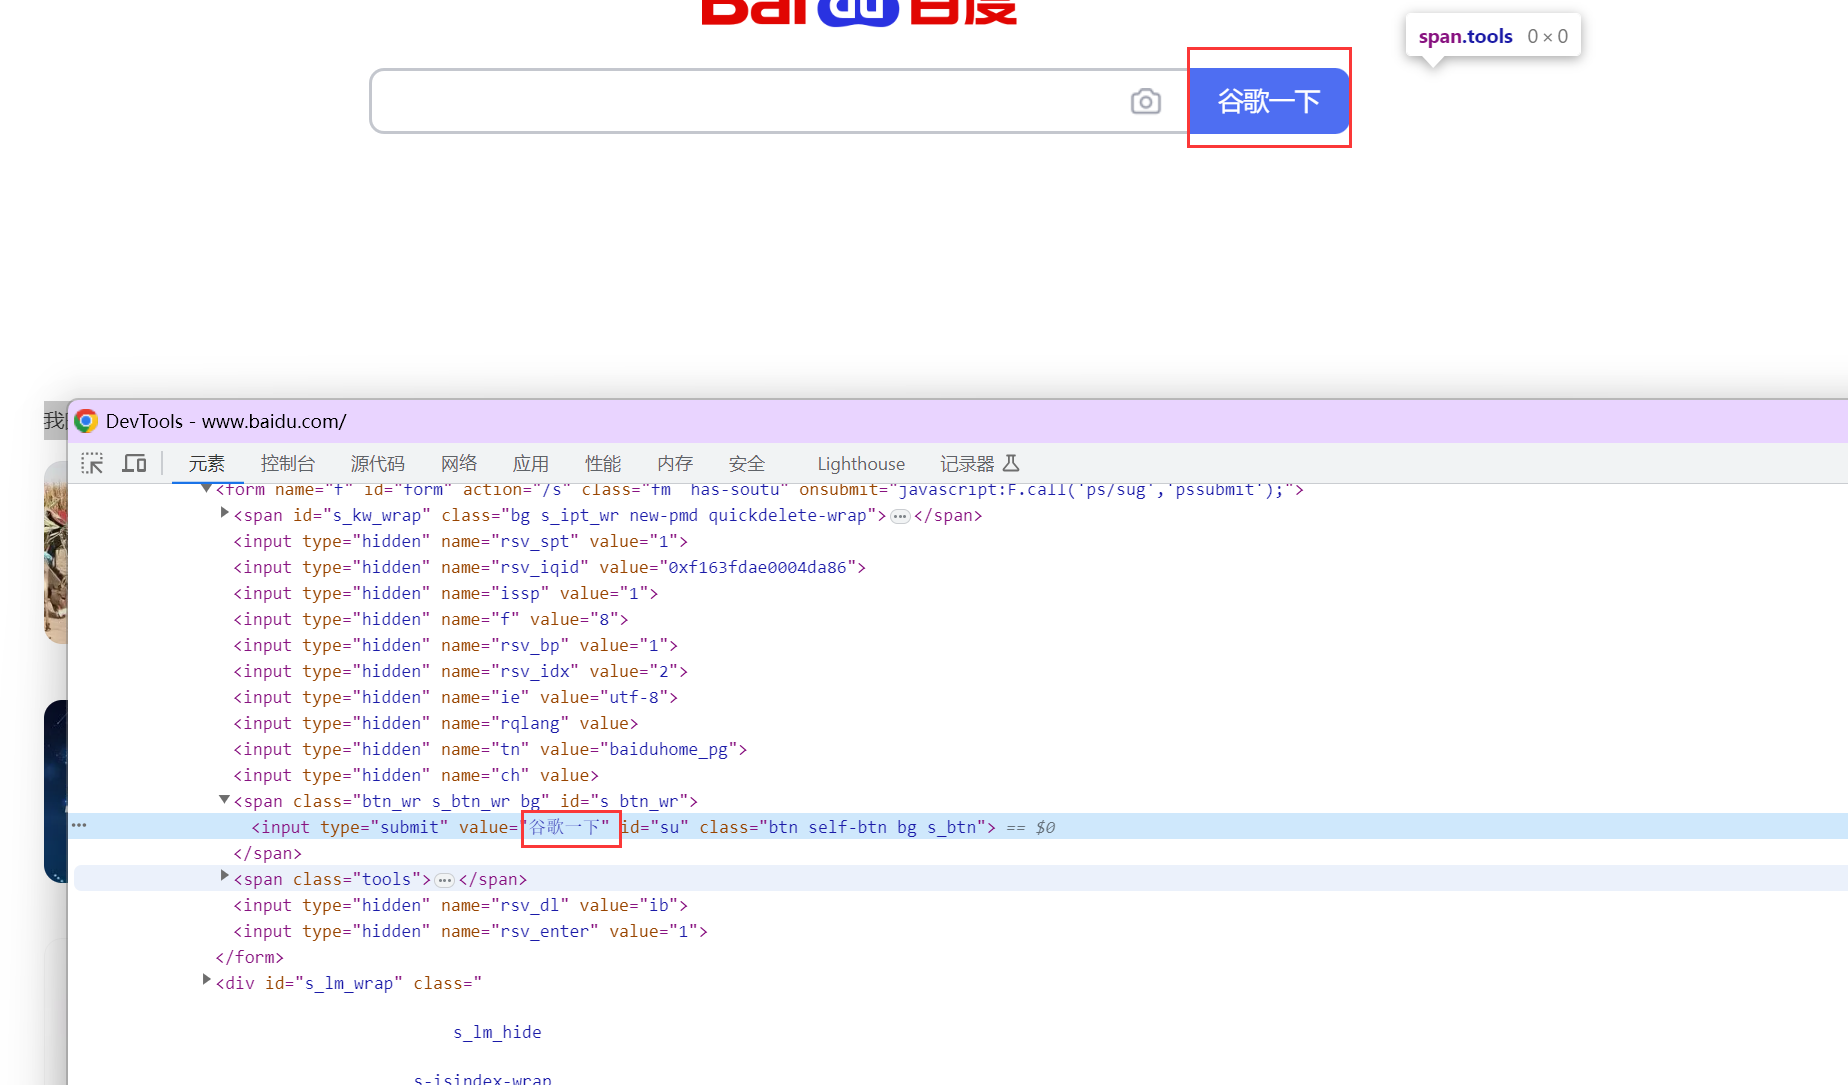 Bai du 百度
span.tools 0 × 0
谷歌一下
我
DevTools - www.baidu.com/
元素 控制台 源代码 网络 应用 性能 内存 安全 Lighthouse 记录器
<form name="f" id="form" action="/s" class="fm  has-soutu" onsubmit="javascript:F.call('ps/sug','pssubmit');">
<span id="s_kw_wrap" class="bg s_ipt_wr new-pmd quickdelete-wrap">…</span>
<input type="hidden" name="rsv_spt" value="1">
<input type="hidden" name="rsv_iqid" value="0xf163fdae0004da86">
<input type="hidden" name="issp" value="1">
<input type="hidden" name="f" value="8">
<input type="hidden" name="rsv_bp" value="1">
<input type="hidden" name="rsv_idx" value="2">
<input type="hidden" name="ie" value="utf-8">
<input type="hidden" name="rqlang" value>
<input type="hidden" name="tn" value="baiduhome_pg">
<input type="hidden" name="ch" value>
<span class="btn_wr s_btn_wr bg" id="s_btn_wr">
<input type="submit" value="谷歌一下" id="su" class="btn self-btn bg s_btn"> == $0
</span>
<span class="tools">…</span>
<input type="hidden" name="rsv_dl" value="ib">
<input type="hidden" name="rsv_enter" value="1">
</form>
<div id="s_lm_wrap" class="
s_lm_hide
s-isindex-wrap